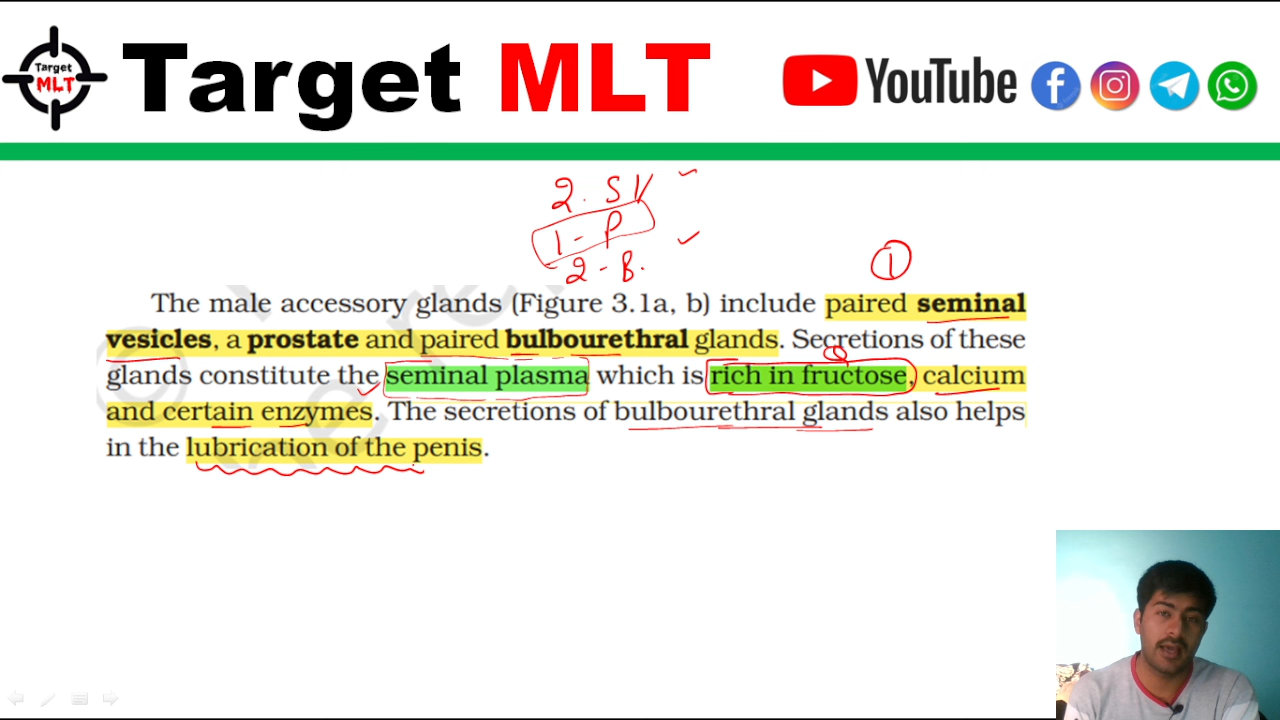 Target MLT
Target MLT
YouTube
2. SV
1 - P
2 - B.
1
The male accessory glands (Figure 3.1a, b) include paired seminal
vesicles, a prostate and paired bulbourethral glands. Secretions of these
glands constitute the seminal plasma which is rich in fructose, calcium
and certain enzymes. The secretions of bulbourethral glands also helps
in the lubrication of the penis.